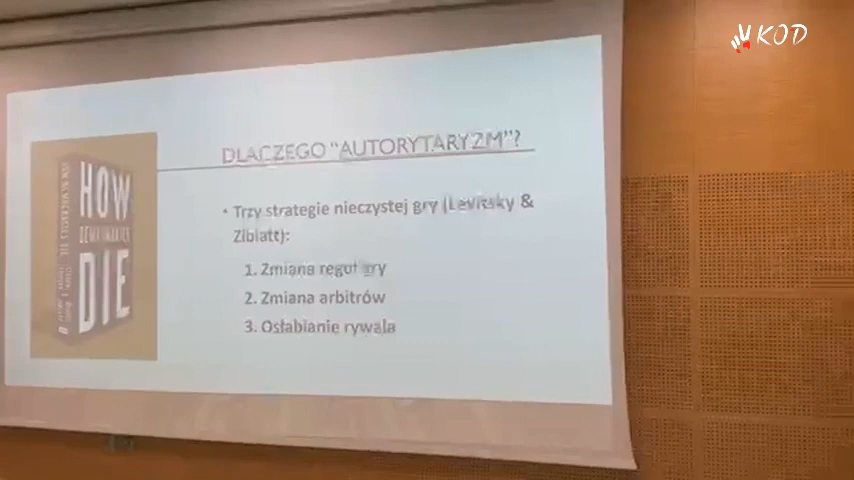 KOD
DLACZEGO "AUTORYTARYZM"?
• Trzy strategie nieczystej gry (Levitsky &
Ziblatt):
1. Zmiana reguł gry
2. Zmiana arbitrów
3. Osłabianie rywala
HOW
DEMOCRACIES
DIE